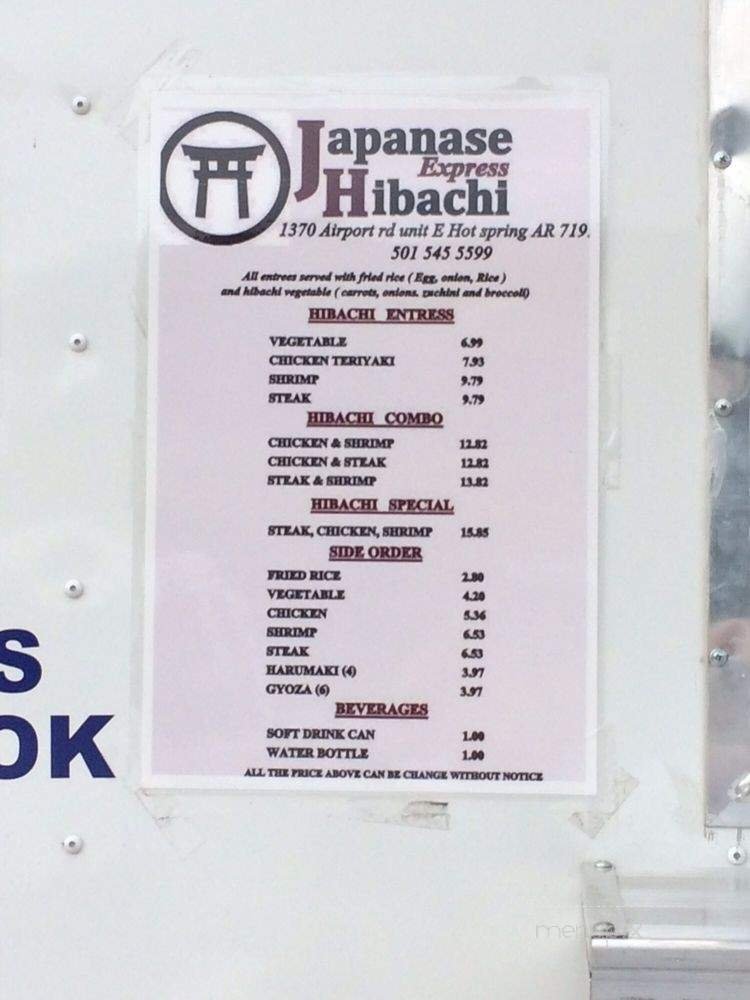 Japanase
Express
Hibachi
1370 Airport rd unit E Hot spring AR 719.
501 545 5599
All entrees served with fried rice ( Egg, onion, Rice )
and hibachi vegetable ( carrots, onions. zuchini and broccoli)
HIBACHI ENTRESS
VEGETABLE 6.99
CHICKEN TERIYAKI 7.93
SHRIMP 9.79
STEAK 9.79
HIBACHI COMBO
CHICKEN & SHRIMP 12.82
CHICKEN & STEAK 12.82
STEAK & SHRIMP 13.82
HIBACHI SPECIAL
STEAK, CHICKEN, SHRIMP 15.85
SIDE ORDER
FRIED RICE 2.80
VEGETABLE 4.20
CHICKEN 5.36
SHRIMP 6.53
STEAK 6.53
HARUMAKI (4) 3.97
GYOZA (6) 3.97
BEVERAGES
SOFT DRINK CAN 1.00
WATER BOTTLE 1.00
ALL THE PRICE ABOVE CAN BE CHANGE WITHOUT NOTICE
S
OK